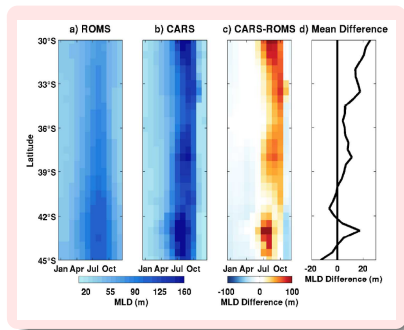 a) ROMS b) CARS c) CARS-ROMS d) Mean Difference
30°S
33°S
36°S
39°S
42°S
45°S
Latitude
Jan Apr Jul Oct Jan Apr Jul Oct Jan Apr Jul Oct -20 0 20
20 55 90 125 160 -100 0 100 MLD Difference (m)
MLD (m) MLD Difference (m)